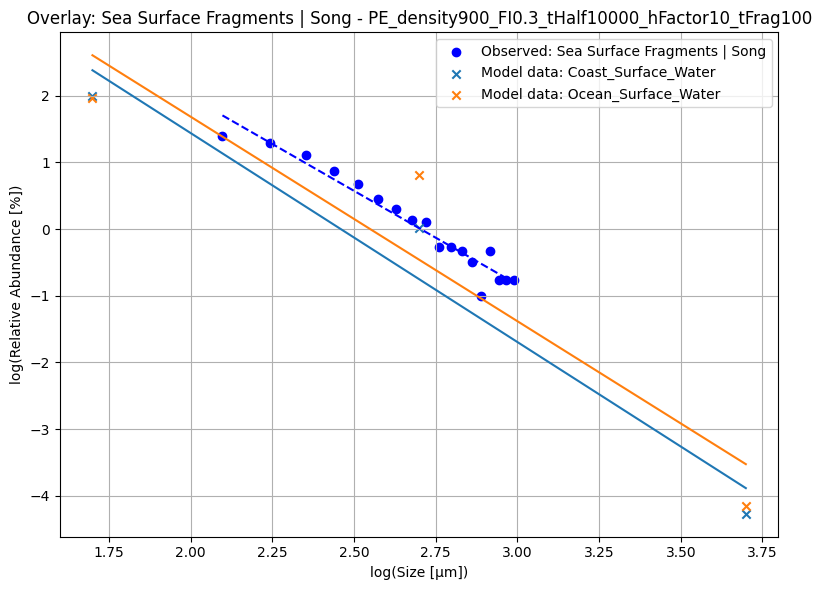 Overlay: Sea Surface Fragments | Song - PE_density900_FI0.3_tHalf10000_hFactor10_tFrag100
Observed: Sea Surface Fragments | Song
Model data: Coast_Surface_Water
Model data: Ocean_Surface_Water
log(Relative Abundance [%])
2
1
0
−1
−2
−3
−4
1.75
2.00
2.25
2.50
2.75
3.00
3.25
3.50
3.75
log(Size [µm])